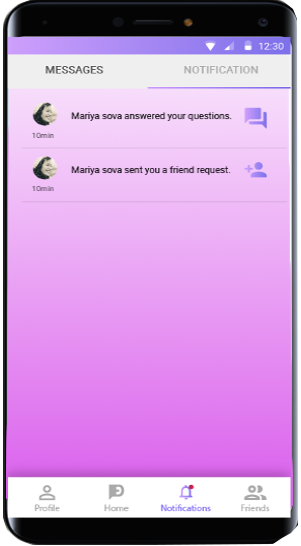 12:30
MESSAGES NOTIFICATION
Mariya sova answered your questions.
10min
Mariya sova sent you a friend request.
10min
Profile Home Notifications Friends